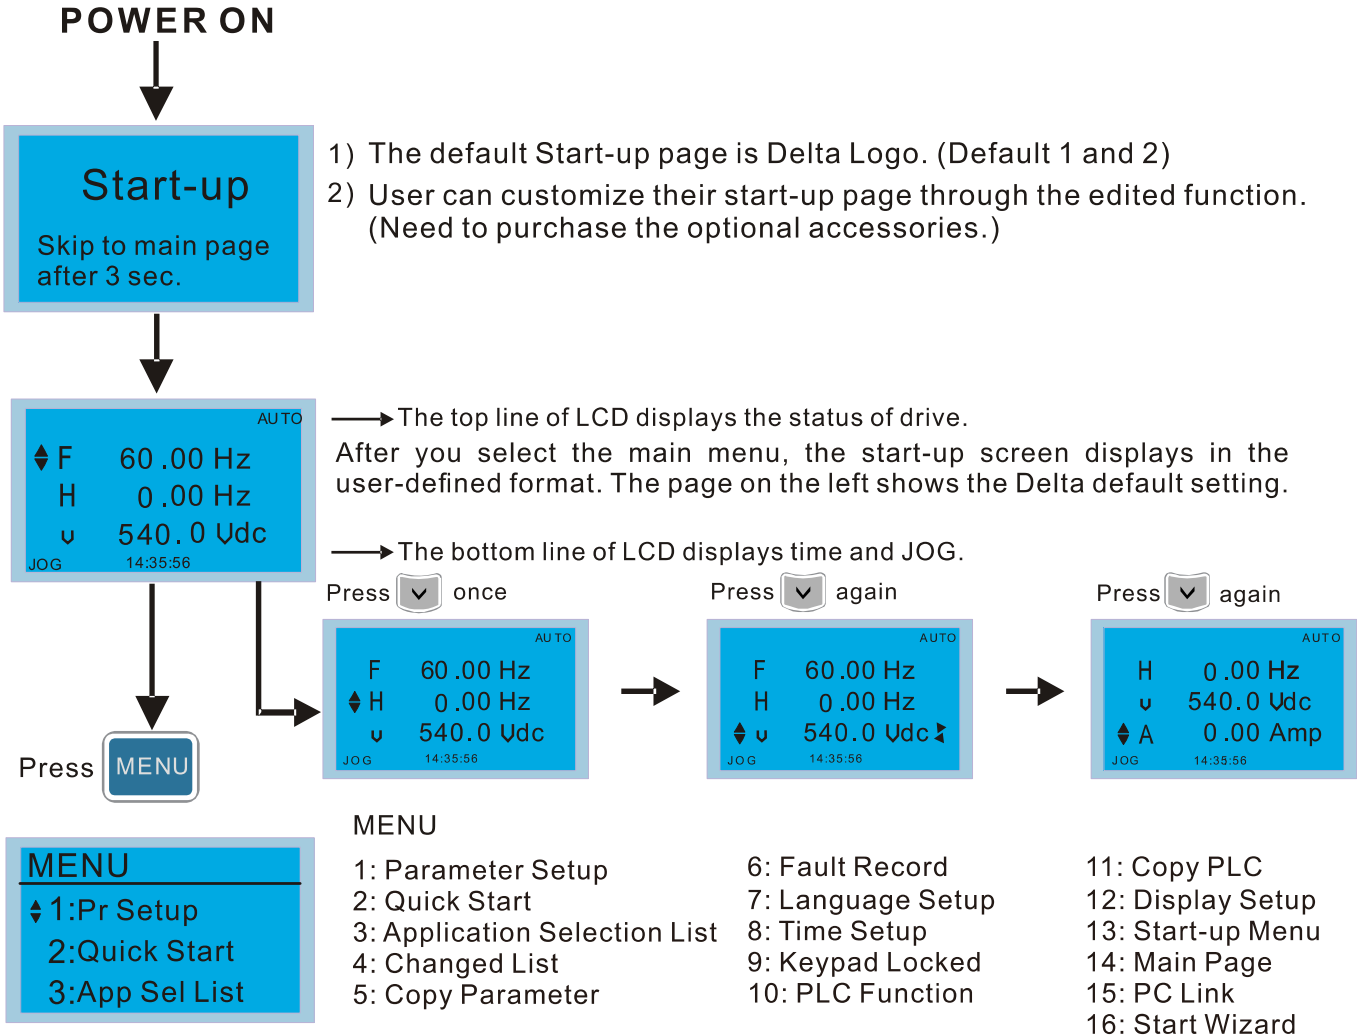 POWER ON
Start-up
Skip to main page
after 3 sec.
1) The default Start-up page is Delta Logo. (Default 1 and 2)
2) User can customize their start-up page through the edited function.
(Need to purchase the optional accessories.)
AUTO
F 60.00 Hz
H 0.00 Hz
v 540.0 Vdc
JOG 14:35:56
The top line of LCD displays the status of drive.
After you select the main menu, the start-up screen displays in the
user-defined format. The page on the left shows the Delta default setting.
The bottom line of LCD displays time and JOG.
Press once
AUTO
F 60.00 Hz
H 0.00 Hz
v 540.0 Vdc
JOG 14:35:56
Press again
AUTO
F 60.00 Hz
H 0.00 Hz
v 540.0 Vdc
JOG 14:35:56
Press again
AUTO
H 0.00 Hz
v 540.0 Vdc
A 0.00 Amp
JOG 14:35:56
Press MENU
MENU
1:Pr Setup
2:Quick Start
3:App Sel List
MENU
1: Parameter Setup
2: Quick Start
3: Application Selection List
4: Changed List
5: Copy Parameter
6: Fault Record
7: Language Setup
8: Time Setup
9: Keypad Locked
10: PLC Function
11: Copy PLC
12: Display Setup
13: Start-up Menu
14: Main Page
15: PC Link
16: Start Wizard